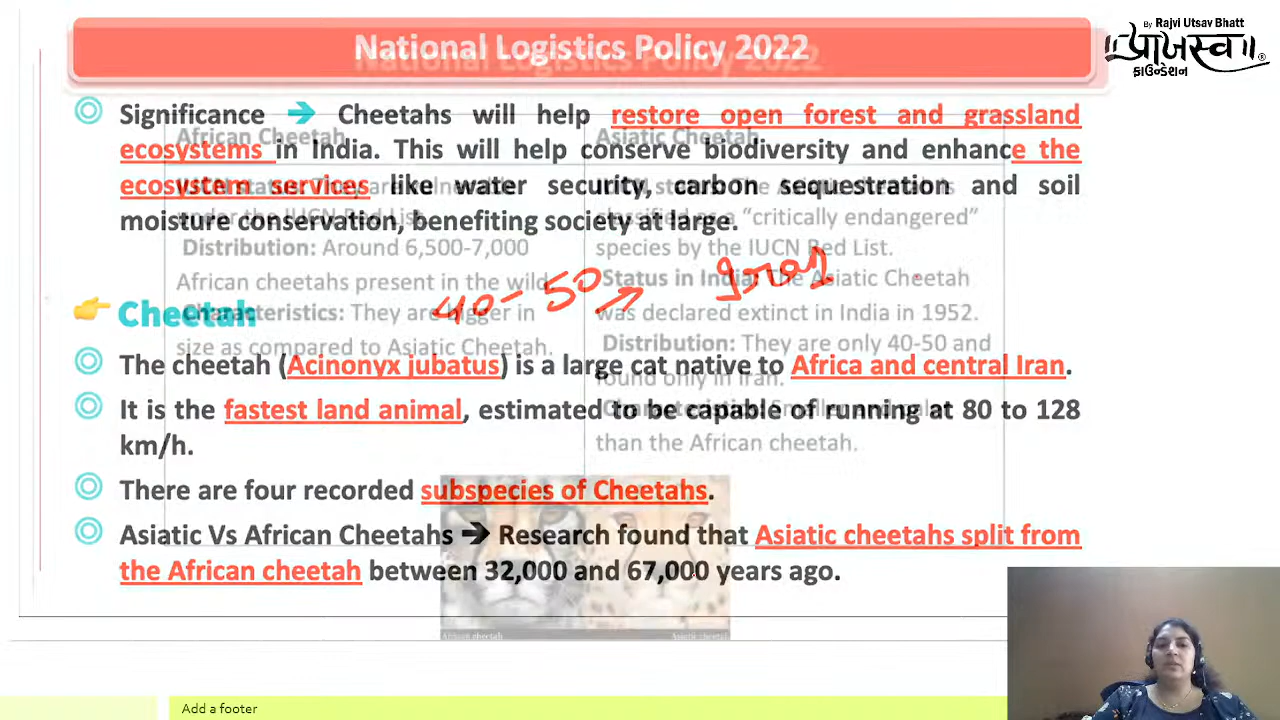 National Logistics Policy 2022
By Rajvi Utsav Bhatt
प्राजस्व
ફાઉન્ડેશન
Significance ➔ Cheetahs will help restore open forest and grassland
ecosystems in India. This will help conserve biodiversity and enhance the
ecosystem services like water security, carbon sequestration and soil
moisture conservation, benefiting society at large.
Cheetah
The cheetah (Acinonyx jubatus) is a large cat native to Africa and central Iran.
It is the fastest land animal, estimated to be capable of running at 80 to 128
km/h.
There are four recorded subspecies of Cheetahs.
Asiatic Vs African Cheetahs ➔ Research found that Asiatic cheetahs split from
the African cheetah between 32,000 and 67,000 years ago.
African Cheetah
IUCN status: They are vulnerable
under the IUCN Red List.
Distribution: Around 6,500-7,000
African cheetahs present in the wild.
Characteristics: They are bigger in
size as compared to Asiatic Cheetah.
Asiatic Cheetah
classified as a “critically endangered”
species by the IUCN Red List.
Status in India: The Asiatic Cheetah
was declared extinct in India in 1952.
Distribution: They are only 40-50 and
found only in Iran.
than the African cheetah.
40-50
African cheetah
Asiatic cheetah
Add a footer